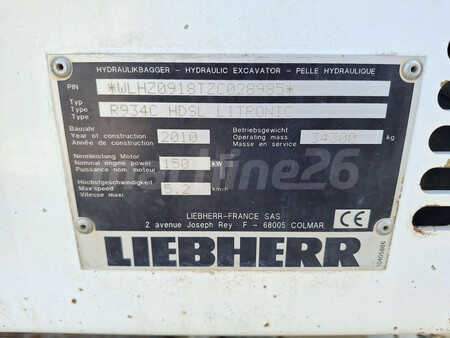 HYDRAULIKBAGGER - HYDRAULIC EXCAVATOR - PELLE HYDRAULIQUE
PIN *WLHZ0918TZC028985*
Typ
Type R934C HDSL LITRONIC
Type
Baujahr Betriebsgewicht
Year of construction 2010 Operating mass 34300 kg
Année de construction Masse en service
Nennleistung Motor
Nominal engine power 150 kW
Puissance nom. moteur
Höchstgeschwindigkeit
Max speed 5,2 km/h
Vitesse maxi
LIEBHERR-FRANCE SAS
2 avenue Joseph Rey F - 68005 COLMAR
CE
LIEBHERR
machine26